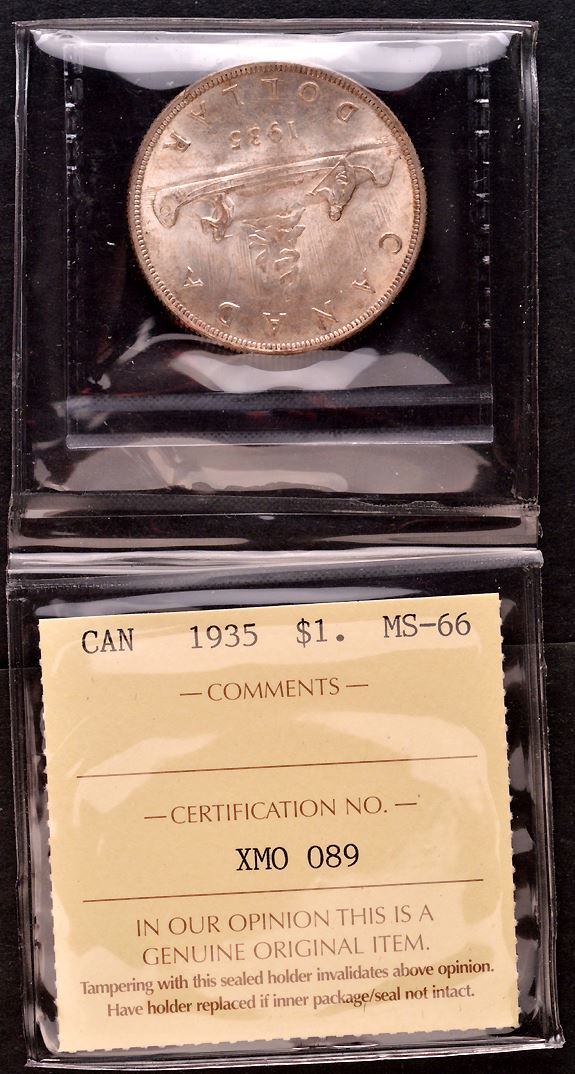 CANADA
1935
DOLLAR
CAN 1935 $1. MS-66
— COMMENTS —
— CERTIFICATION NO. —
XMO 089
IN OUR OPINION THIS IS A
GENUINE ORIGINAL ITEM.
Tampering with this sealed holder invalidates above opinion.
Have holder replaced if inner package/seal not intact.